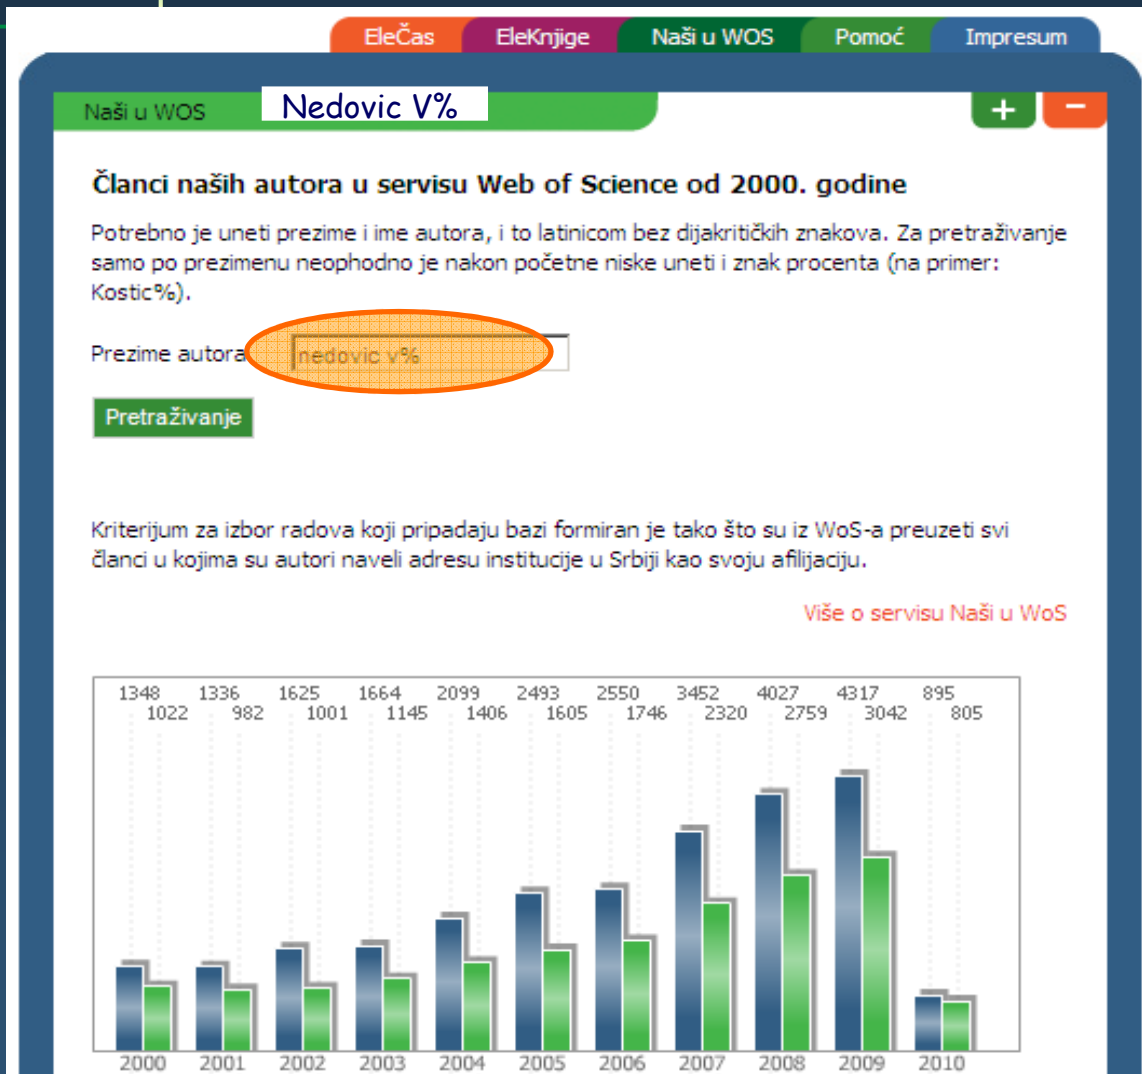 EleČas EleKnjige Naši u WOS Pomoć Impresum
Naši u WOS Nedovic V% + −
Članci naših autora u servisu Web of Science od 2000. godine
Potrebno je uneti prezime i ime autora, i to latinicom bez dijakritičkih znakova. Za pretraživanje
samo po prezimenu neophodno je nakon početne niske uneti i znak procenta (na primer:
Kostic%).
Prezime autora nedovic v%
Pretraživanje
Kriterijum za izbor radova koji pripadaju bazi formiran je tako što su iz WoS-a preuzeti svi
članci u kojima su autori naveli adresu institucije u Srbiji kao svoju afilijaciju.
Više o servisu Naši u WoS
1348 1336 1625 1664 2099 2493 2550 3452 4027 4317 895
1022 982 1001 1145 1406 1605 1746 2320 2759 3042 805
2000 2001 2002 2003 2004 2005 2006 2007 2008 2009 2010